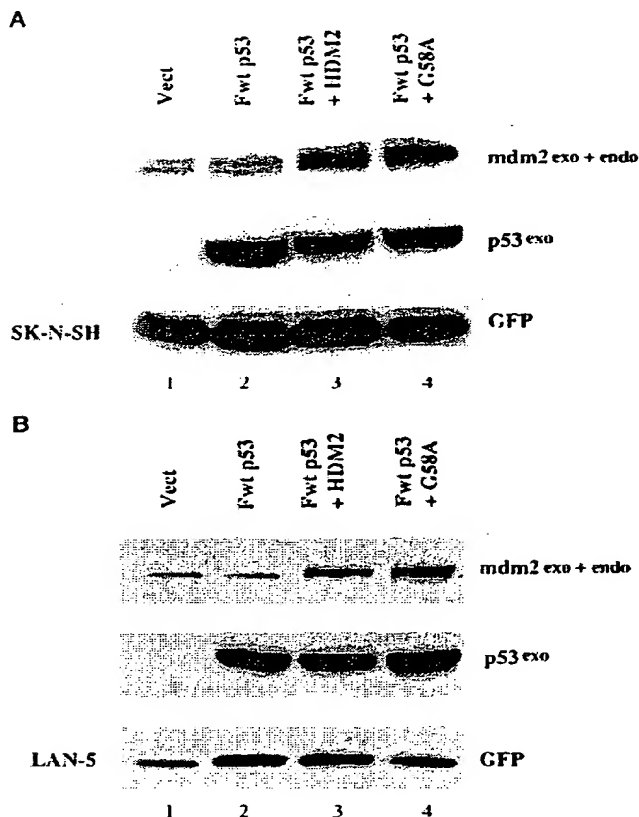 A
Vect
Fwt p53
Fwt p53
+ HDM2
Fwt p53
+ G58A
mdm2 exo + endo
p53 exo
GFP
SK-N-SH
1 2 3 4
B
Vect
Fwt p53
Fwt p53
+ HDM2
Fwt p53
+ G58A
mdm2 exo + endo
p53 exo
LAN-5
GFP
1 2 3 4